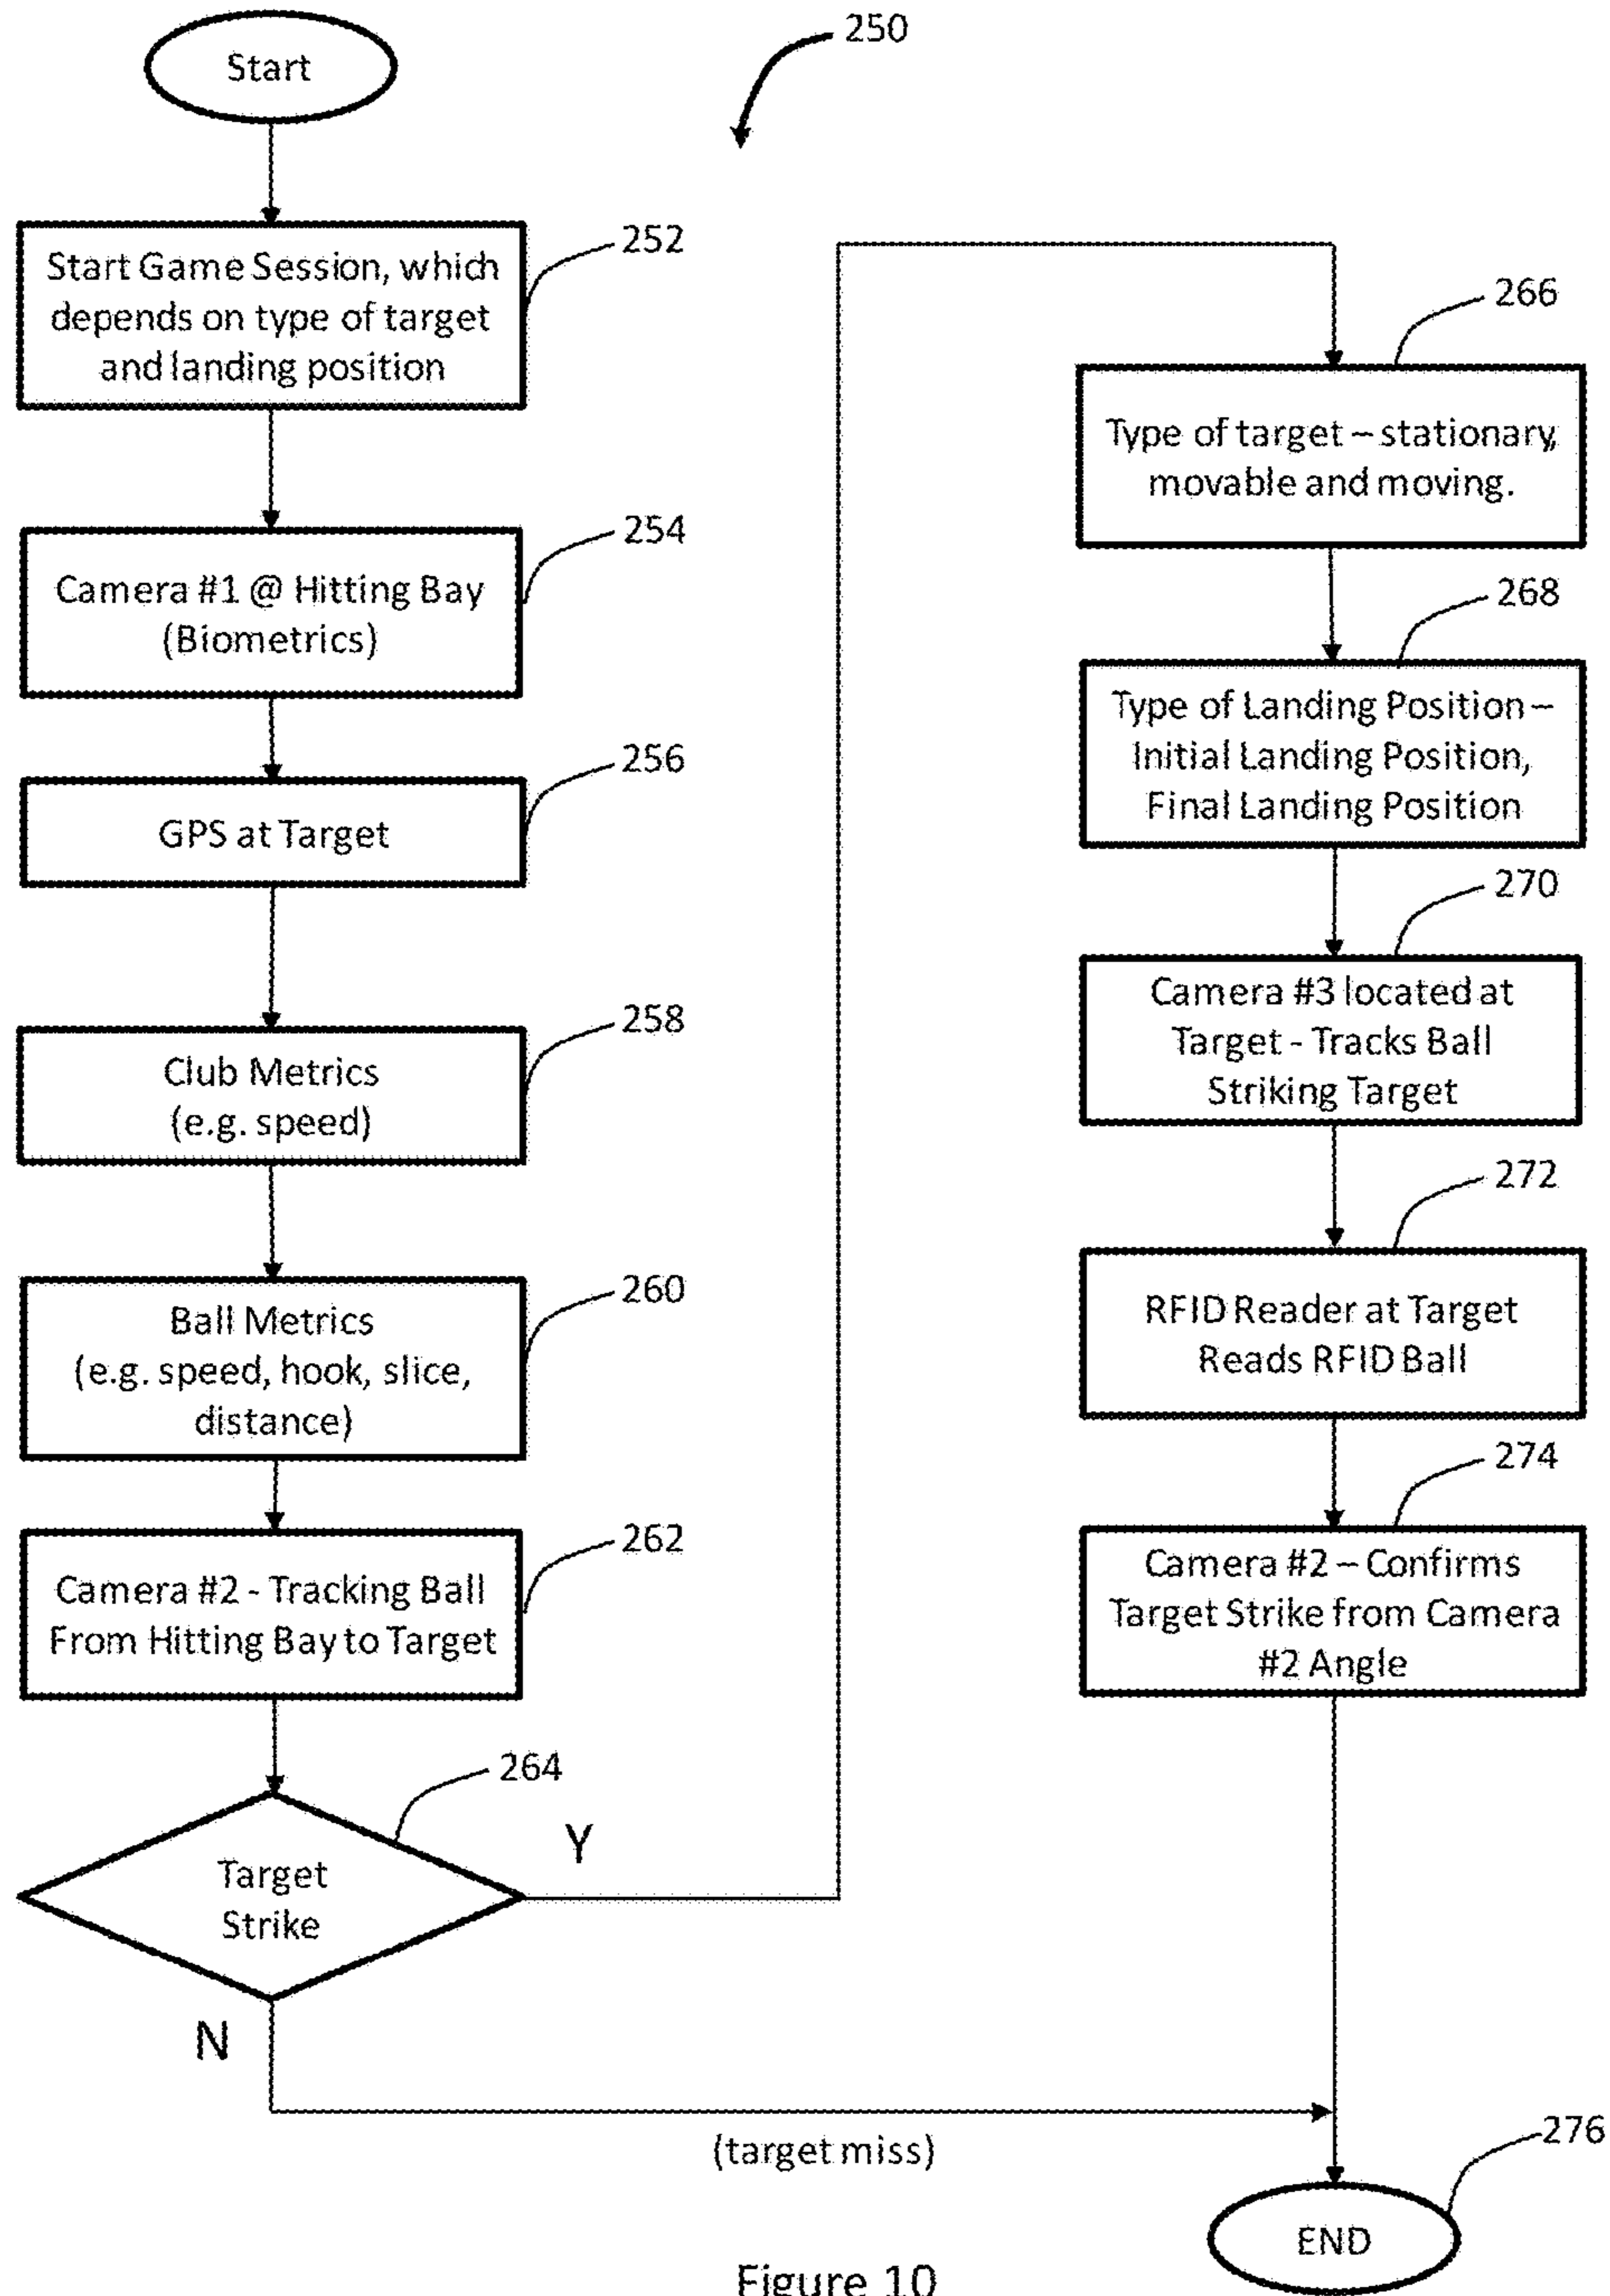 Start
250
252
Start Game Session, which
depends on type of target
and landing position
254
Camera #1 @ Hitting Bay
(Biometrics)
256
GPS at Target
258
Club Metrics
(e.g. speed)
260
Ball Metrics
(e.g. speed, hook, slice,
distance)
262
Camera #2 - Tracking Ball
From Hitting Bay to Target
264
Target
Strike
Y
N
(target miss)
266
Type of target – stationary,
movable and moving.
268
Type of Landing Position –
Initial Landing Position,
Final Landing Position
270
Camera #3 located at
Target - Tracks Ball
Striking Target
272
RFID Reader at Target
Reads RFID Ball
274
Camera #2 – Confirms
Target Strike from Camera
#2 Angle
276
END
Figure 10